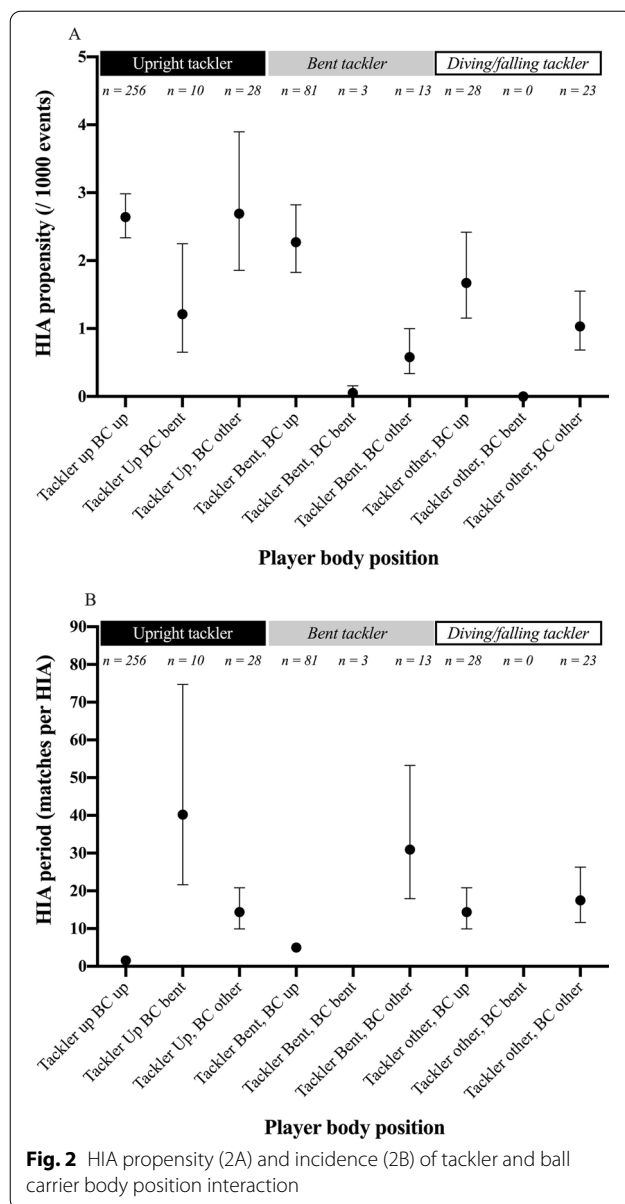 A
Upright tackler Bent tackler Diving/falling tackler
n = 256 n = 10 n = 28 n = 81 n = 3 n = 13 n = 28 n = 0 n = 23
5
4
3
2
1
0
HIA propensity (/ 1000 events)
Tackler up BC up
Tackler Up BC bent
Tackler Up, BC other
Tackler Bent, BC up
Tackler Bent, BC bent
Tackler Bent, BC other
Tackler other, BC up
Tackler other, BC bent
Tackler other, BC other
Player body position
B
Upright tackler Bent tackler Diving/falling tackler
n = 256 n = 10 n = 28 n = 81 n = 3 n = 13 n = 28 n = 0 n = 23
90
80
70
60
50
40
30
20
10
0
HIA period (matches per HIA)
Tackler up BC up
Tackler Up BC bent
Tackler Up, BC other
Tackler Bent, BC up
Tackler Bent, BC bent
Tackler Bent, BC other
Tackler other, BC up
Tackler other, BC bent
Tackler other, BC other
Player body position
Fig. 2 HIA propensity (2A) and incidence (2B) of tackler and ball
carrier body position interaction